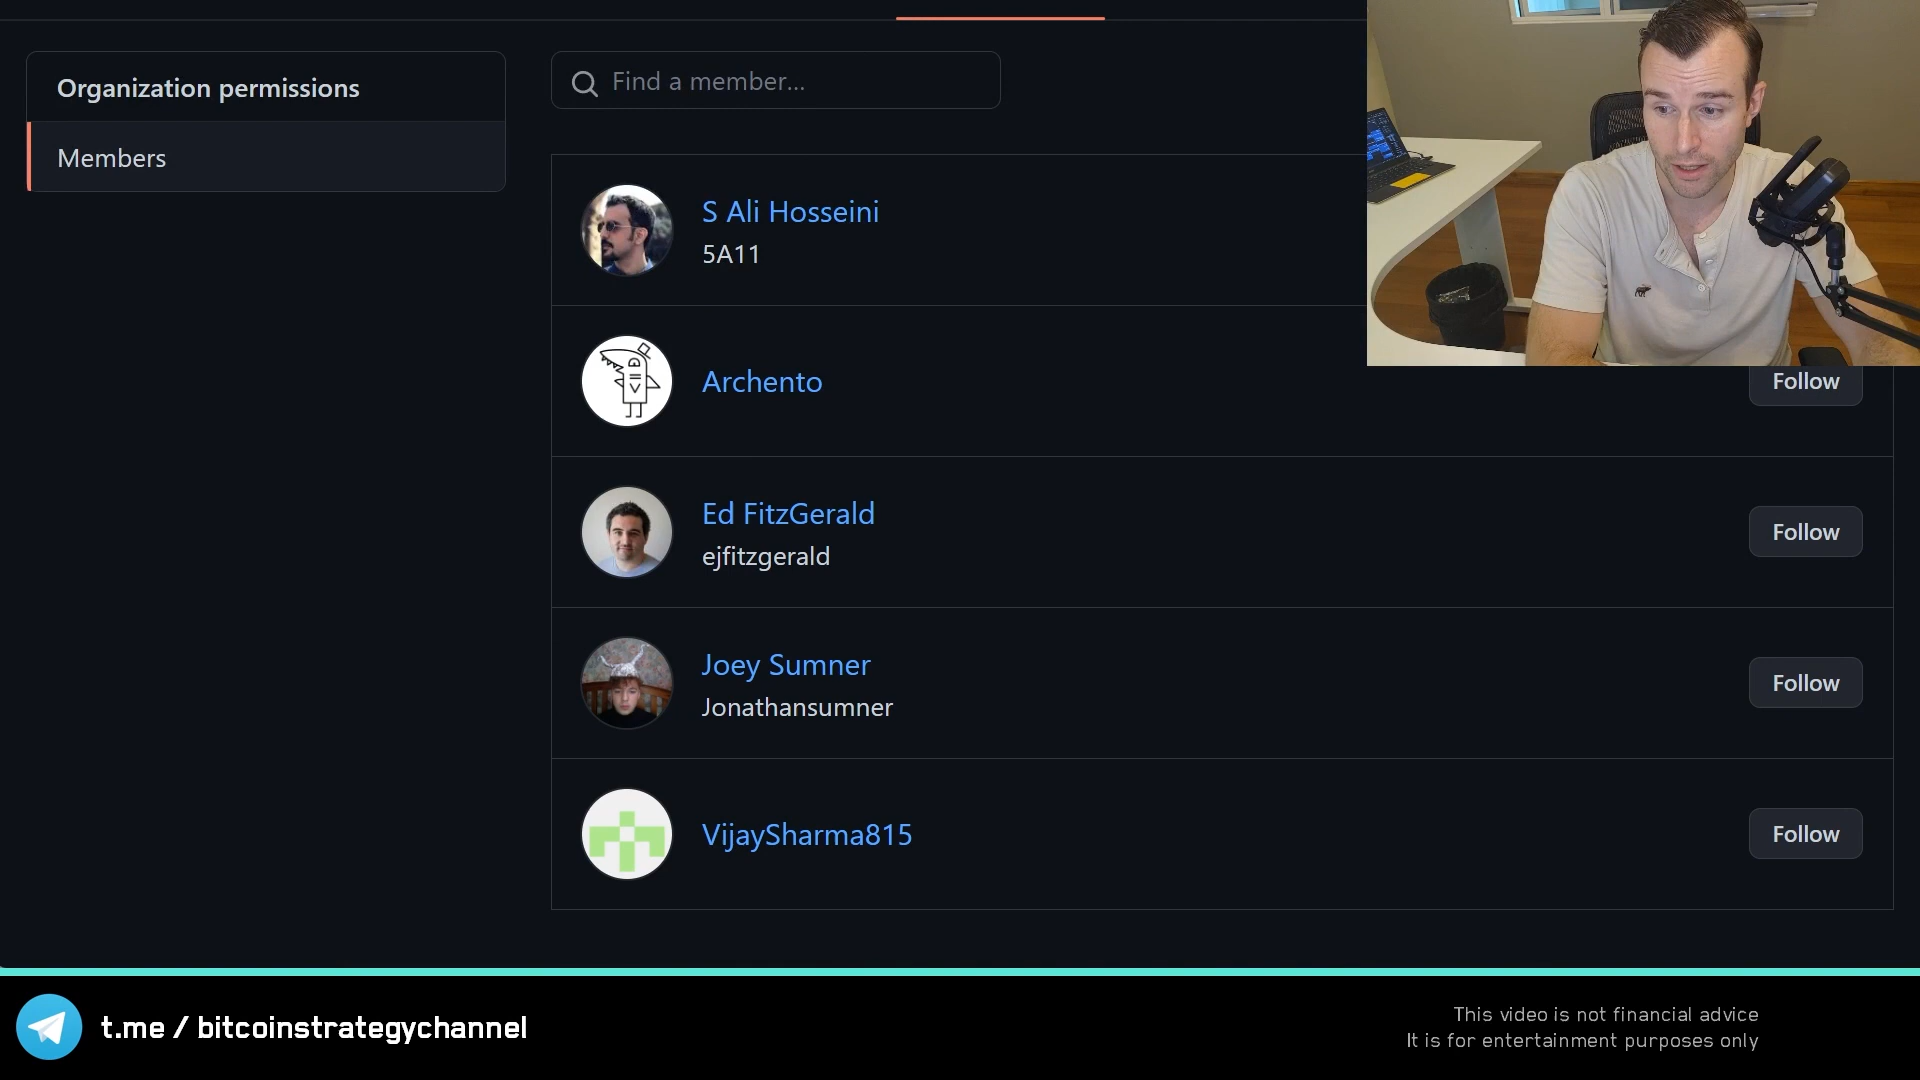 Organization permissions
Members
Find a member...
S Ali Hosseini
5A11
Archento
Follow
Ed FitzGerald
ejfitzgerald
Follow
Joey Sumner
Jonathansumner
Follow
VijaySharma815
Follow
t.me / bitcoinstrategychannel
This video is not financial advice
It is for entertainment purposes only